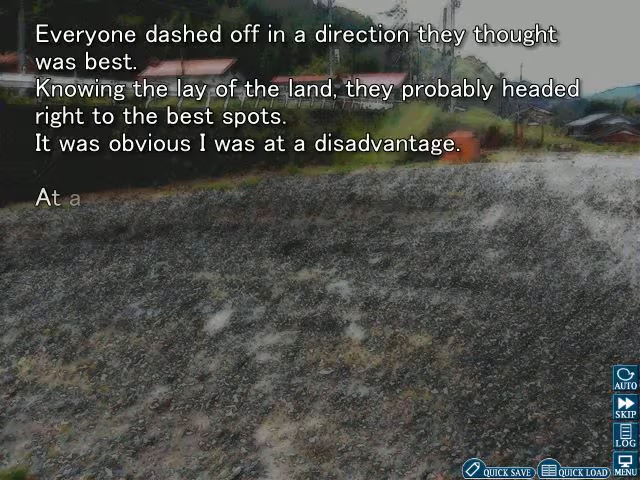 Everyone dashed off in a direction they thought
was best.
Knowing the lay of the land, they probably headed
right to the best spots.
It was obvious I was at a disadvantage.
At a
AUTO
SKIP
LOG
MENU
QUICK SAVE
QUICK LOAD